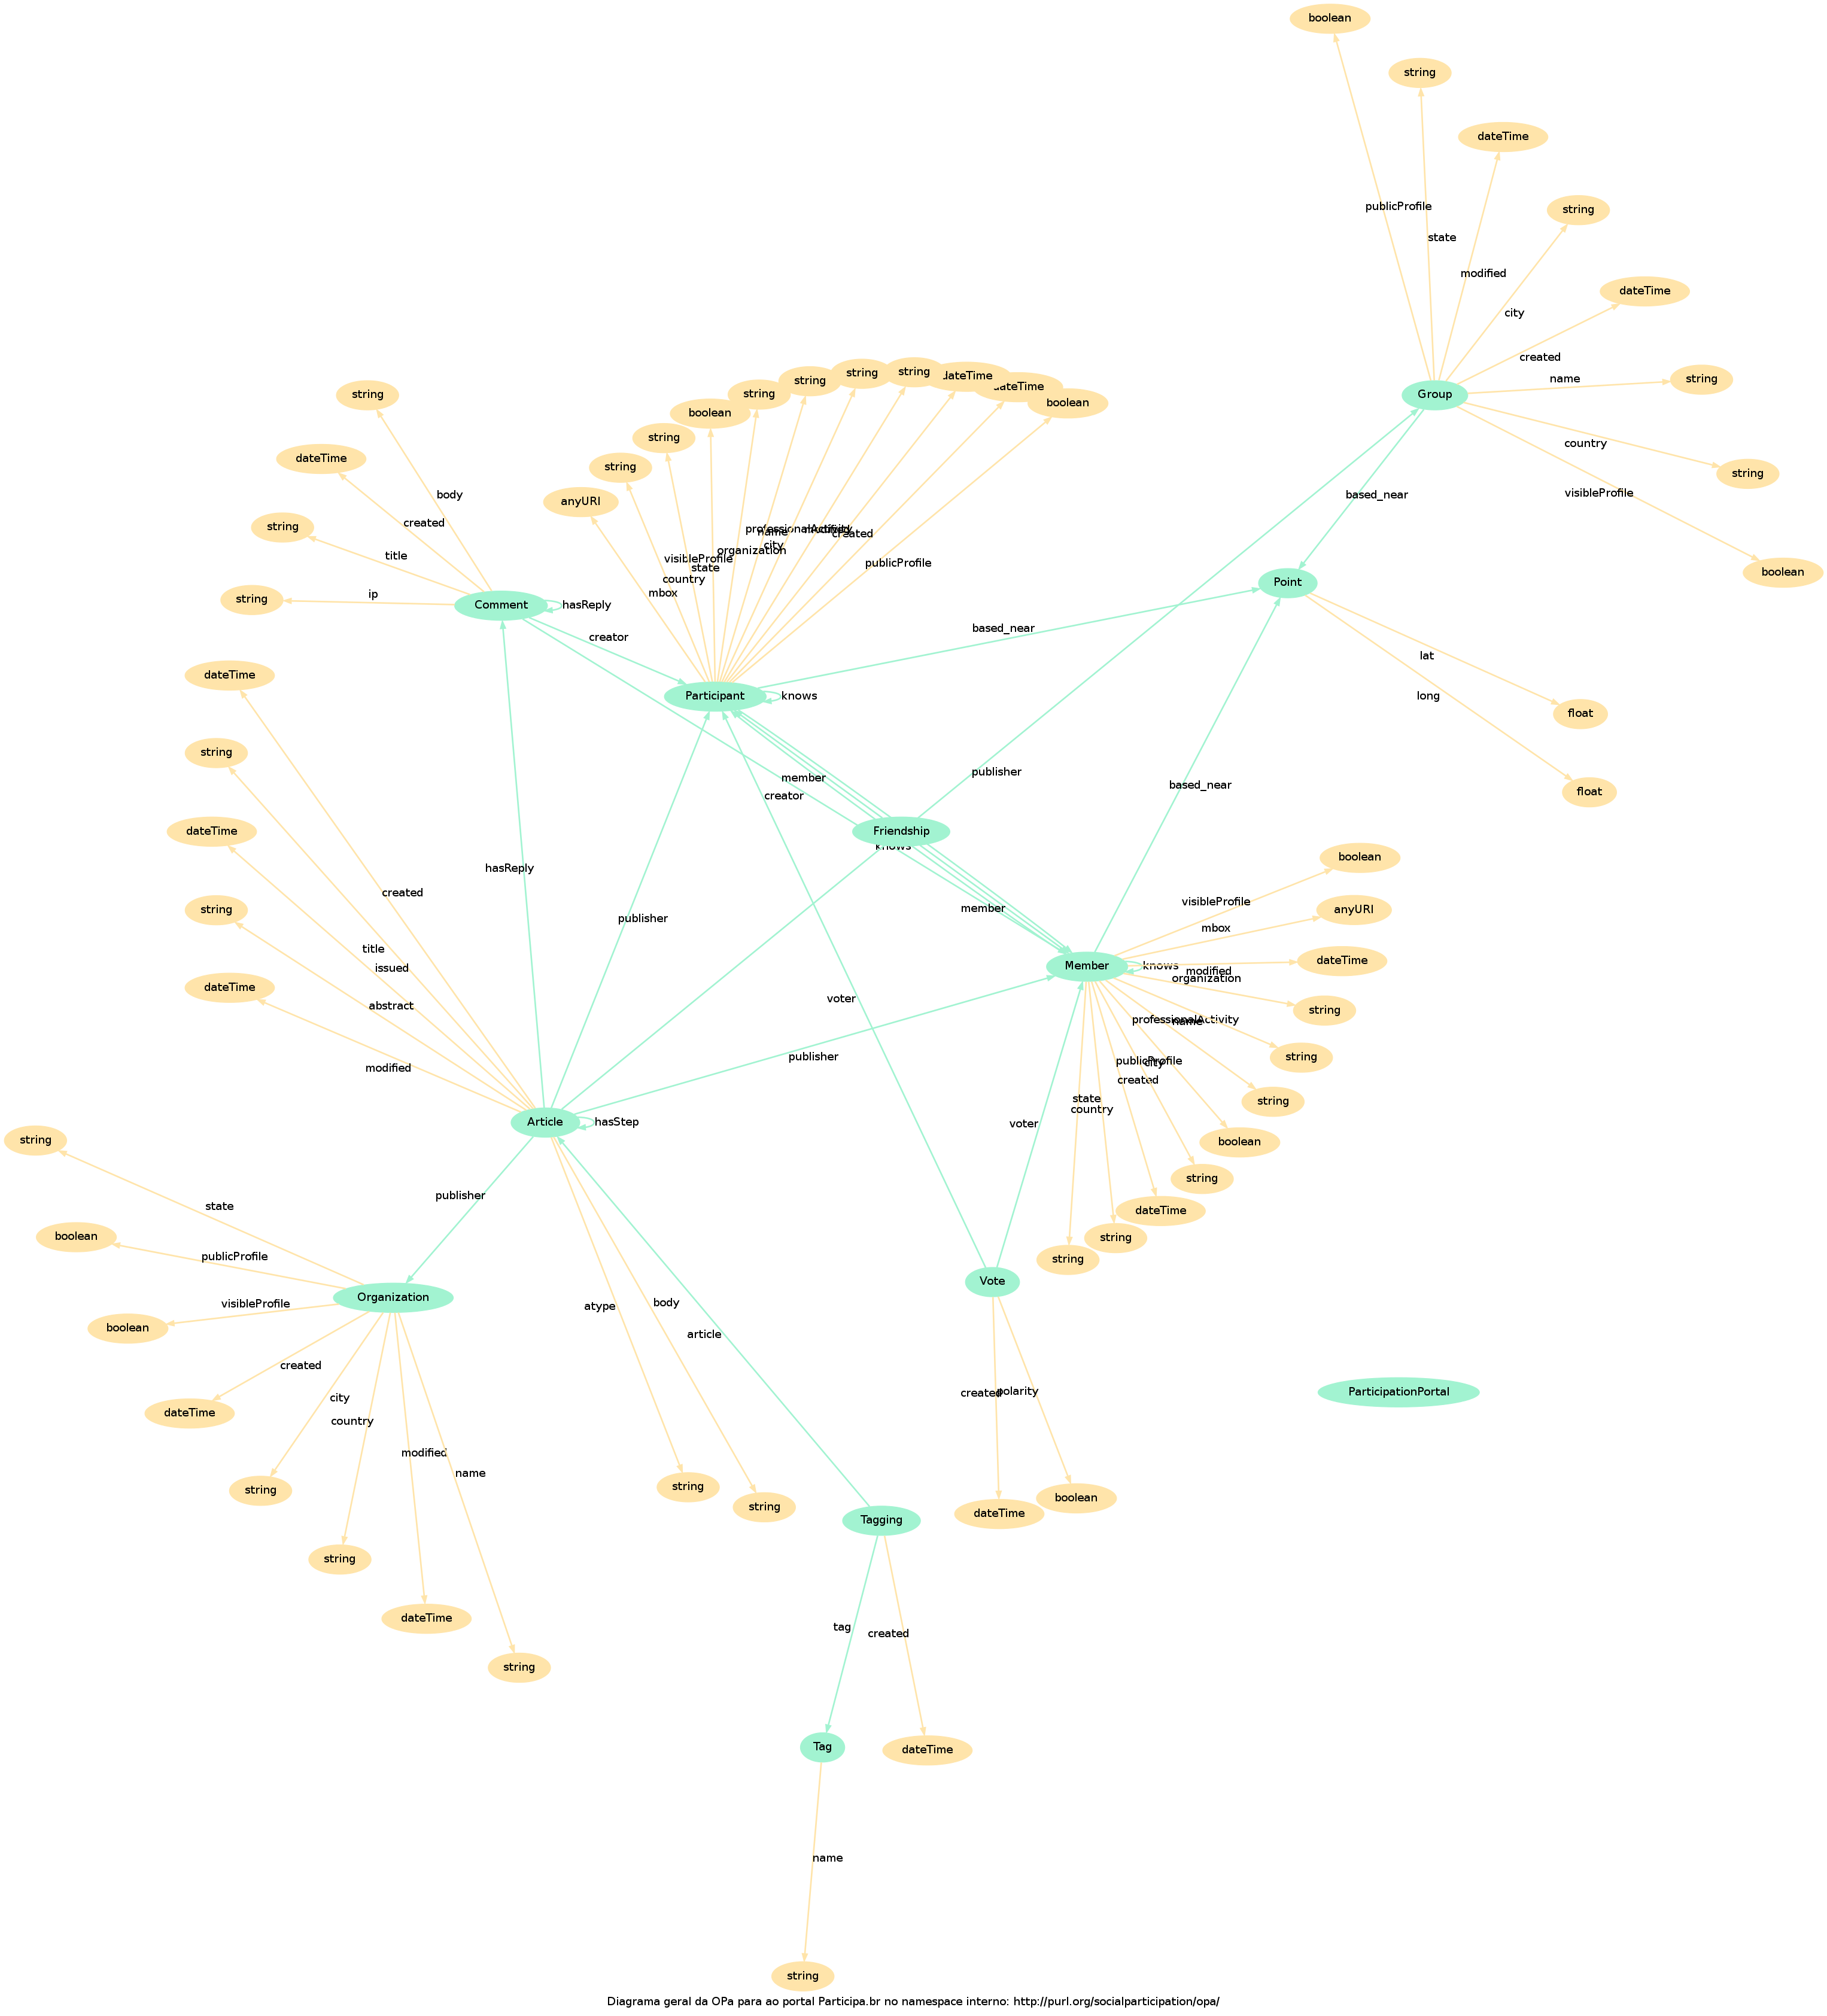 boolean
string
dateTime
string
publicProfile
state
modified
city
dateTime
created
name
string
Group
country
string
visibleProfile
boolean
based_near
string
string
string
string
dateTime
dateTime
boolean
boolean
string
string
anyURI
string
dateTime
string
string
body
created
title
ip
Comment
hasReply
creator
professionalActivity
name
modified
city
created
organization
visibleProfile
state
country
mbox
publicProfile
Participant
knows
based_near
Point
lat
long
float
float
dateTime
string
dateTime
string
dateTime
member
creator
publisher
based_near
Friendship
knows
hasReply
created
publisher
member
title
issued
abstract
modified
voter
boolean
visibleProfile
anyURI
mbox
Member
knows
modified
dateTime
organization
string
professionalActivity
name
string
publicProfile
city
created
string
state
country
boolean
string
dateTime
string
string
publisher
voter
Article
hasStep
string
publisher
state
boolean
publicProfile
Organization
visibleProfile
boolean
created
dateTime
city
country
string
modified
name
string
dateTime
string
atype
body
article
string
string
Vote
created
polarity
dateTime
boolean
ParticipationPortal
Tagging
tag
created
Tag
dateTime
name
string
Diagrama geral da OPa para ao portal Participa.br no namespace interno: http://purl.org/socialparticipation/opa/